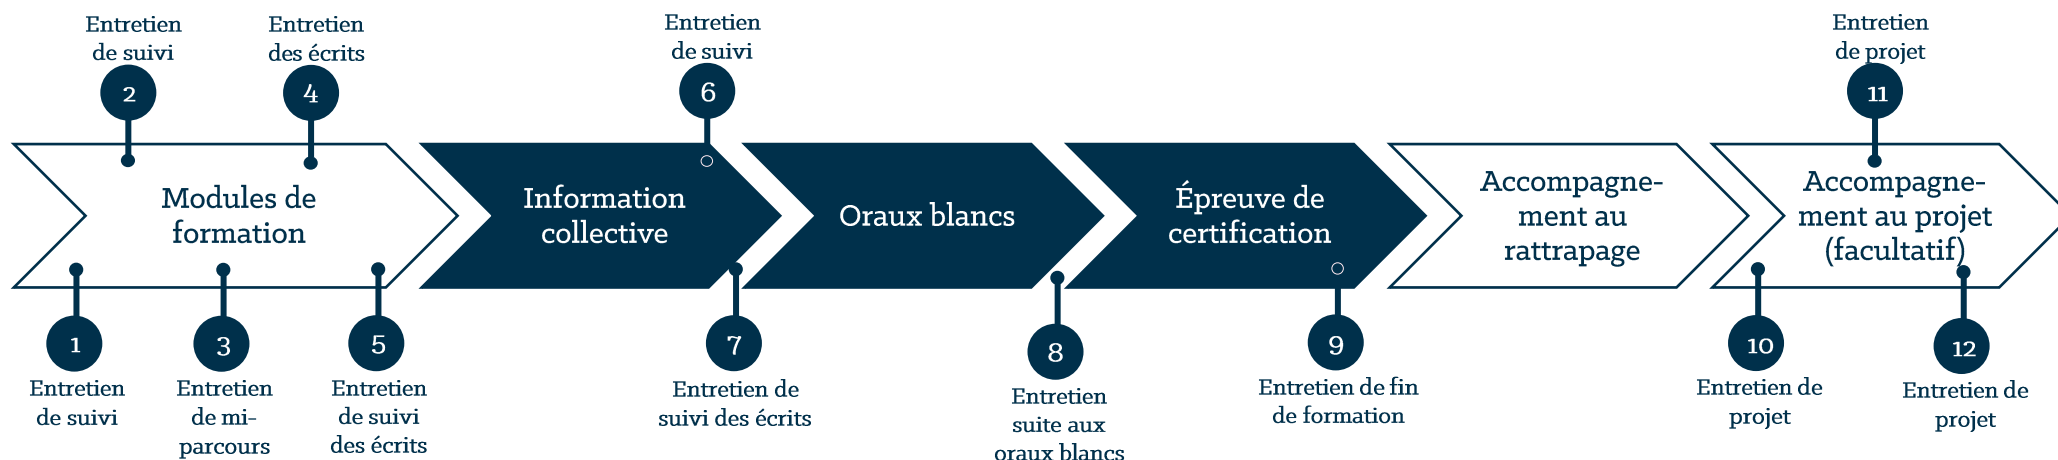 Entretien
de suivi
2
Entretien
des écrits
4
Entretien
de suivi
6
Entretien
de projet
11
Modules de
formation
Information
collective
Oraux blancs
Épreuve de
certification
Accompagne-
ment au
rattrapage
Accompagne-
ment au projet
(facultatif)
1
Entretien
de suivi
3
Entretien
de mi-
parcours
5
Entretien
de suivi
des écrits
7
Entretien de
suivi des écrits
8
Entretien
suite aux
oraux blancs
9
Entretien de fin
de formation
10
Entretien de
projet
12
Entretien de
projet